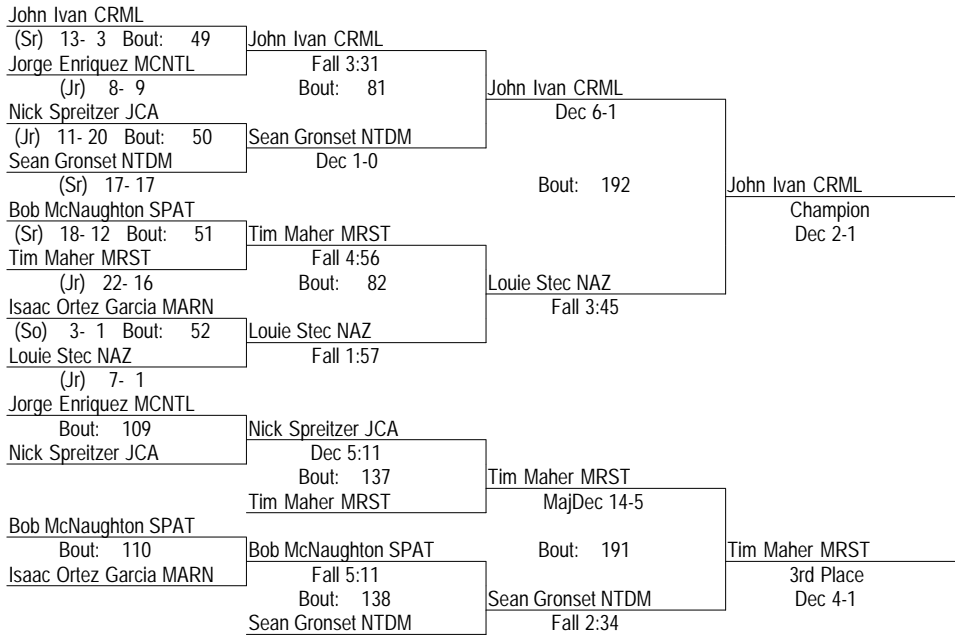 John Ivan CRML
(Sr) 13- 3 Bout: 49 John Ivan CRML
Jorge Enriquez MCNTL Fall 3:31
(Jr) 8- 9 Bout: 81 John Ivan CRML
Nick Spreitzer JCA Dec 6-1
(Jr) 11- 20 Bout: 50 Sean Gronset NTDM
Sean Gronset NTDM Dec 1-0
(Sr) 17- 17 Bout: 192 John Ivan CRML
Bob McNaughton SPAT Champion
(Sr) 18- 12 Bout: 51 Tim Maher MRST Dec 2-1
Tim Maher MRST Fall 4:56
(Jr) 22- 16 Bout: 82 Louie Stec NAZ
Isaac Ortez Garcia MARN Fall 3:45
(So) 3- 1 Bout: 52 Louie Stec NAZ
Louie Stec NAZ Fall 1:57
(Jr) 7- 1
Jorge Enriquez MCNTL
Bout: 109 Nick Spreitzer JCA
Nick Spreitzer JCA Dec 5:11
Bout: 137 Tim Maher MRST
Tim Maher MRST MajDec 14-5
Bob McNaughton SPAT
Bout: 110 Bob McNaughton SPAT Bout: 191 Tim Maher MRST
Isaac Ortez Garcia MARN Fall 5:11 3rd Place
Bout: 138 Sean Gronset NTDM Dec 4-1
Sean Gronset NTDM Fall 2:34